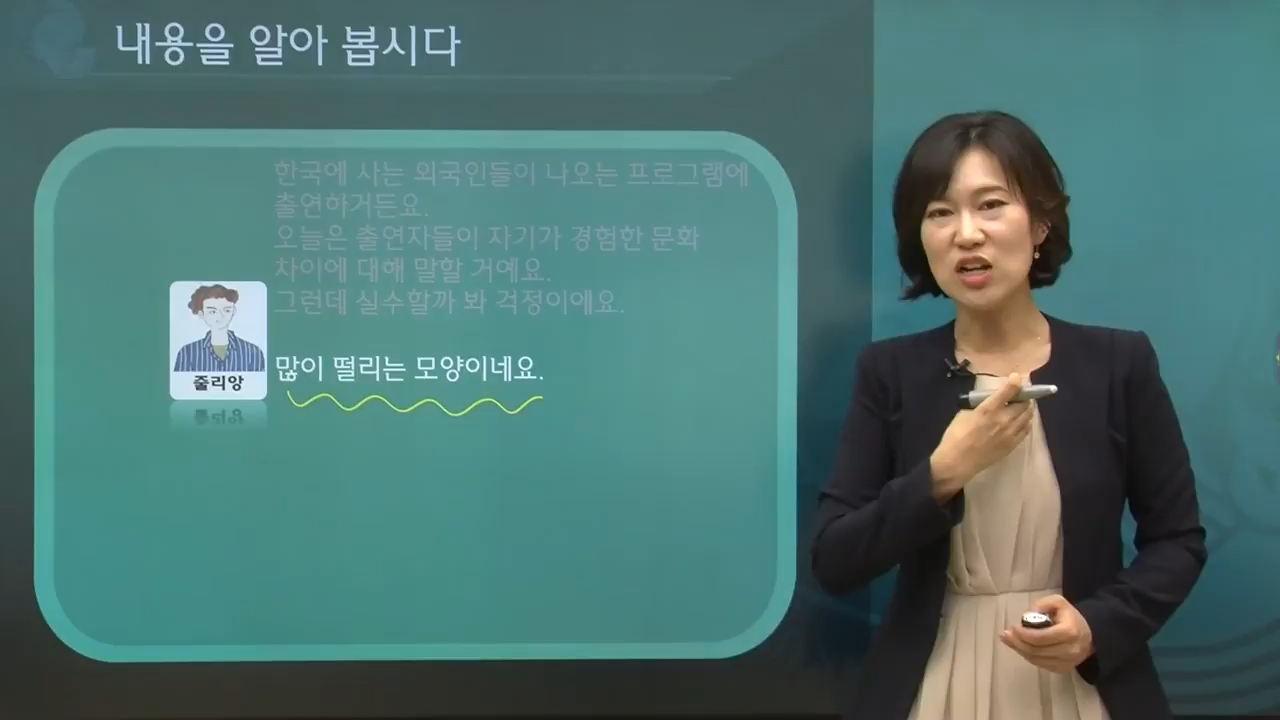 내용을 알아 봅시다
한국에 사는 외국인들이 나오는 프로그램에
출연하거든요.
오늘은 출연자들이 자기가 경험한 문화
차이에 대해 말할 거예요.
그런데 실수할까 봐 걱정이에요.
많이 떨리는 모양이네요.
줄리앙